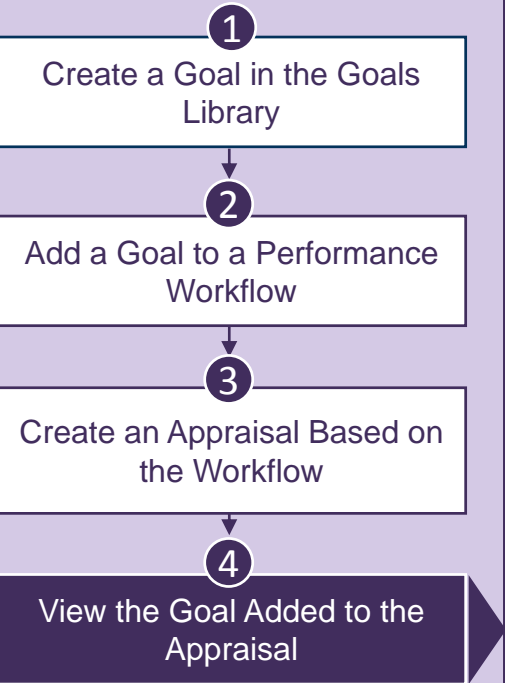 1
Create a Goal in the Goals
Library
2
Add a Goal to a Performance
Workflow
3
Create an Appraisal Based on
the Workflow
4
View the Goal Added to the
Appraisal